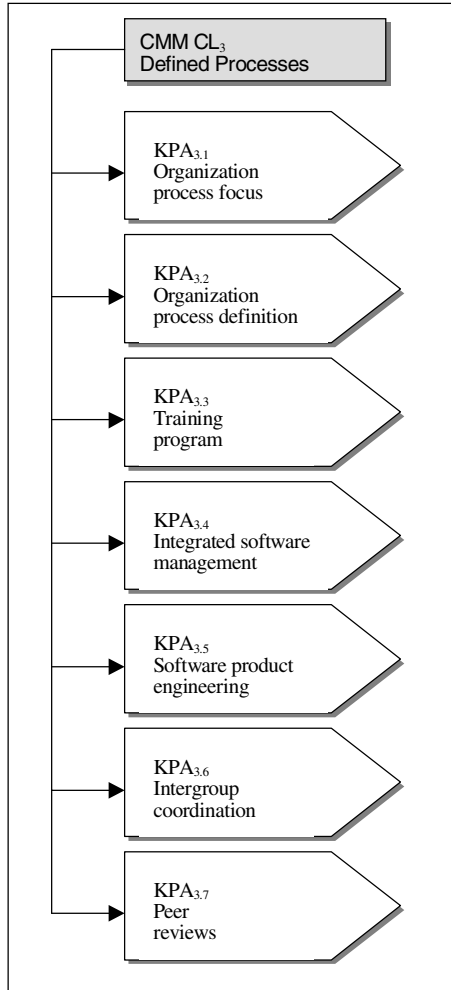 CMM CL₃
Defined Processes
KPA₃.₁
Organization
process focus
KPA₃.₂
Organization
process definition
KPA₃.₃
Training
program
KPA₃.₄
Integrated software
management
KPA₃.₅
Software product
engineering
KPA₃.₆
Intergroup
coordination
KPA₃.₇
Peer
reviews